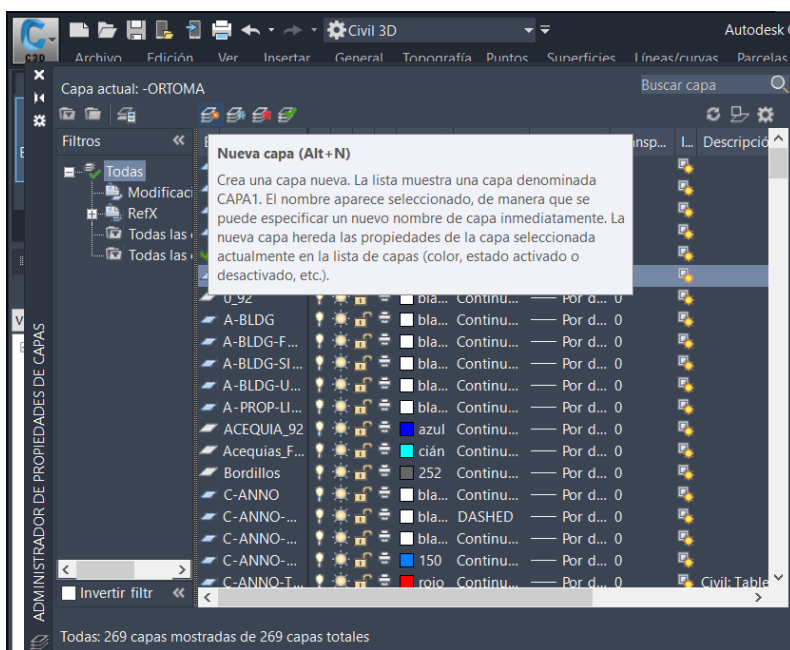 C3D
Civil 3D
Autodesk
Archivo Edición Ver Insertar General Topografía Puntos Superficies Líneas/curvas Parcelas
Capa actual: -ORTOMA
Buscar capa
Filtros
Nueva capa (Alt+N)
Crea una capa nueva. La lista muestra una capa denominada
CAPA1. El nombre aparece seleccionado, de manera que se
puede especificar un nuevo nombre de capa inmediatamente. La
nueva capa hereda las propiedades de la capa seleccionada
actualmente en la lista de capas (color, estado activado o
desactivado, etc.).
ansp... I... Descripció
Todas
Modificaci
RefX
Todas las
Todas las
0_92 bla... Continu... Por d... 0
A-BLDG bla... Continu... Por d... 0
A-BLDG-F... bla... Continu... Por d... 0
A-BLDG-SI... bla... Continu... Por d... 0
A-BLDG-U... bla... Continu... Por d... 0
A-PROP-LI... bla... Continu... Por d... 0
ACEQUIA_92 azul Continu... Por d... 0
Acequias_F... cián Continu... Por d... 0
Bordillos 252 Continu... Por d... 0
C-ANNO bla... Continu... Por d... 0
C-ANNO-... bla... DASHED Por d... 0
C-ANNO-... bla... Continu... Por d... 0
C-ANNO-... 150 Continu... Por d... 0
C-ANNO-T... rojo Continu... Por d... 0 Civil: Table
Invertir filtr
Todas: 269 capas mostradas de 269 capas totales
ADMINISTRADOR DE PROPIEDADES DE CAPAS